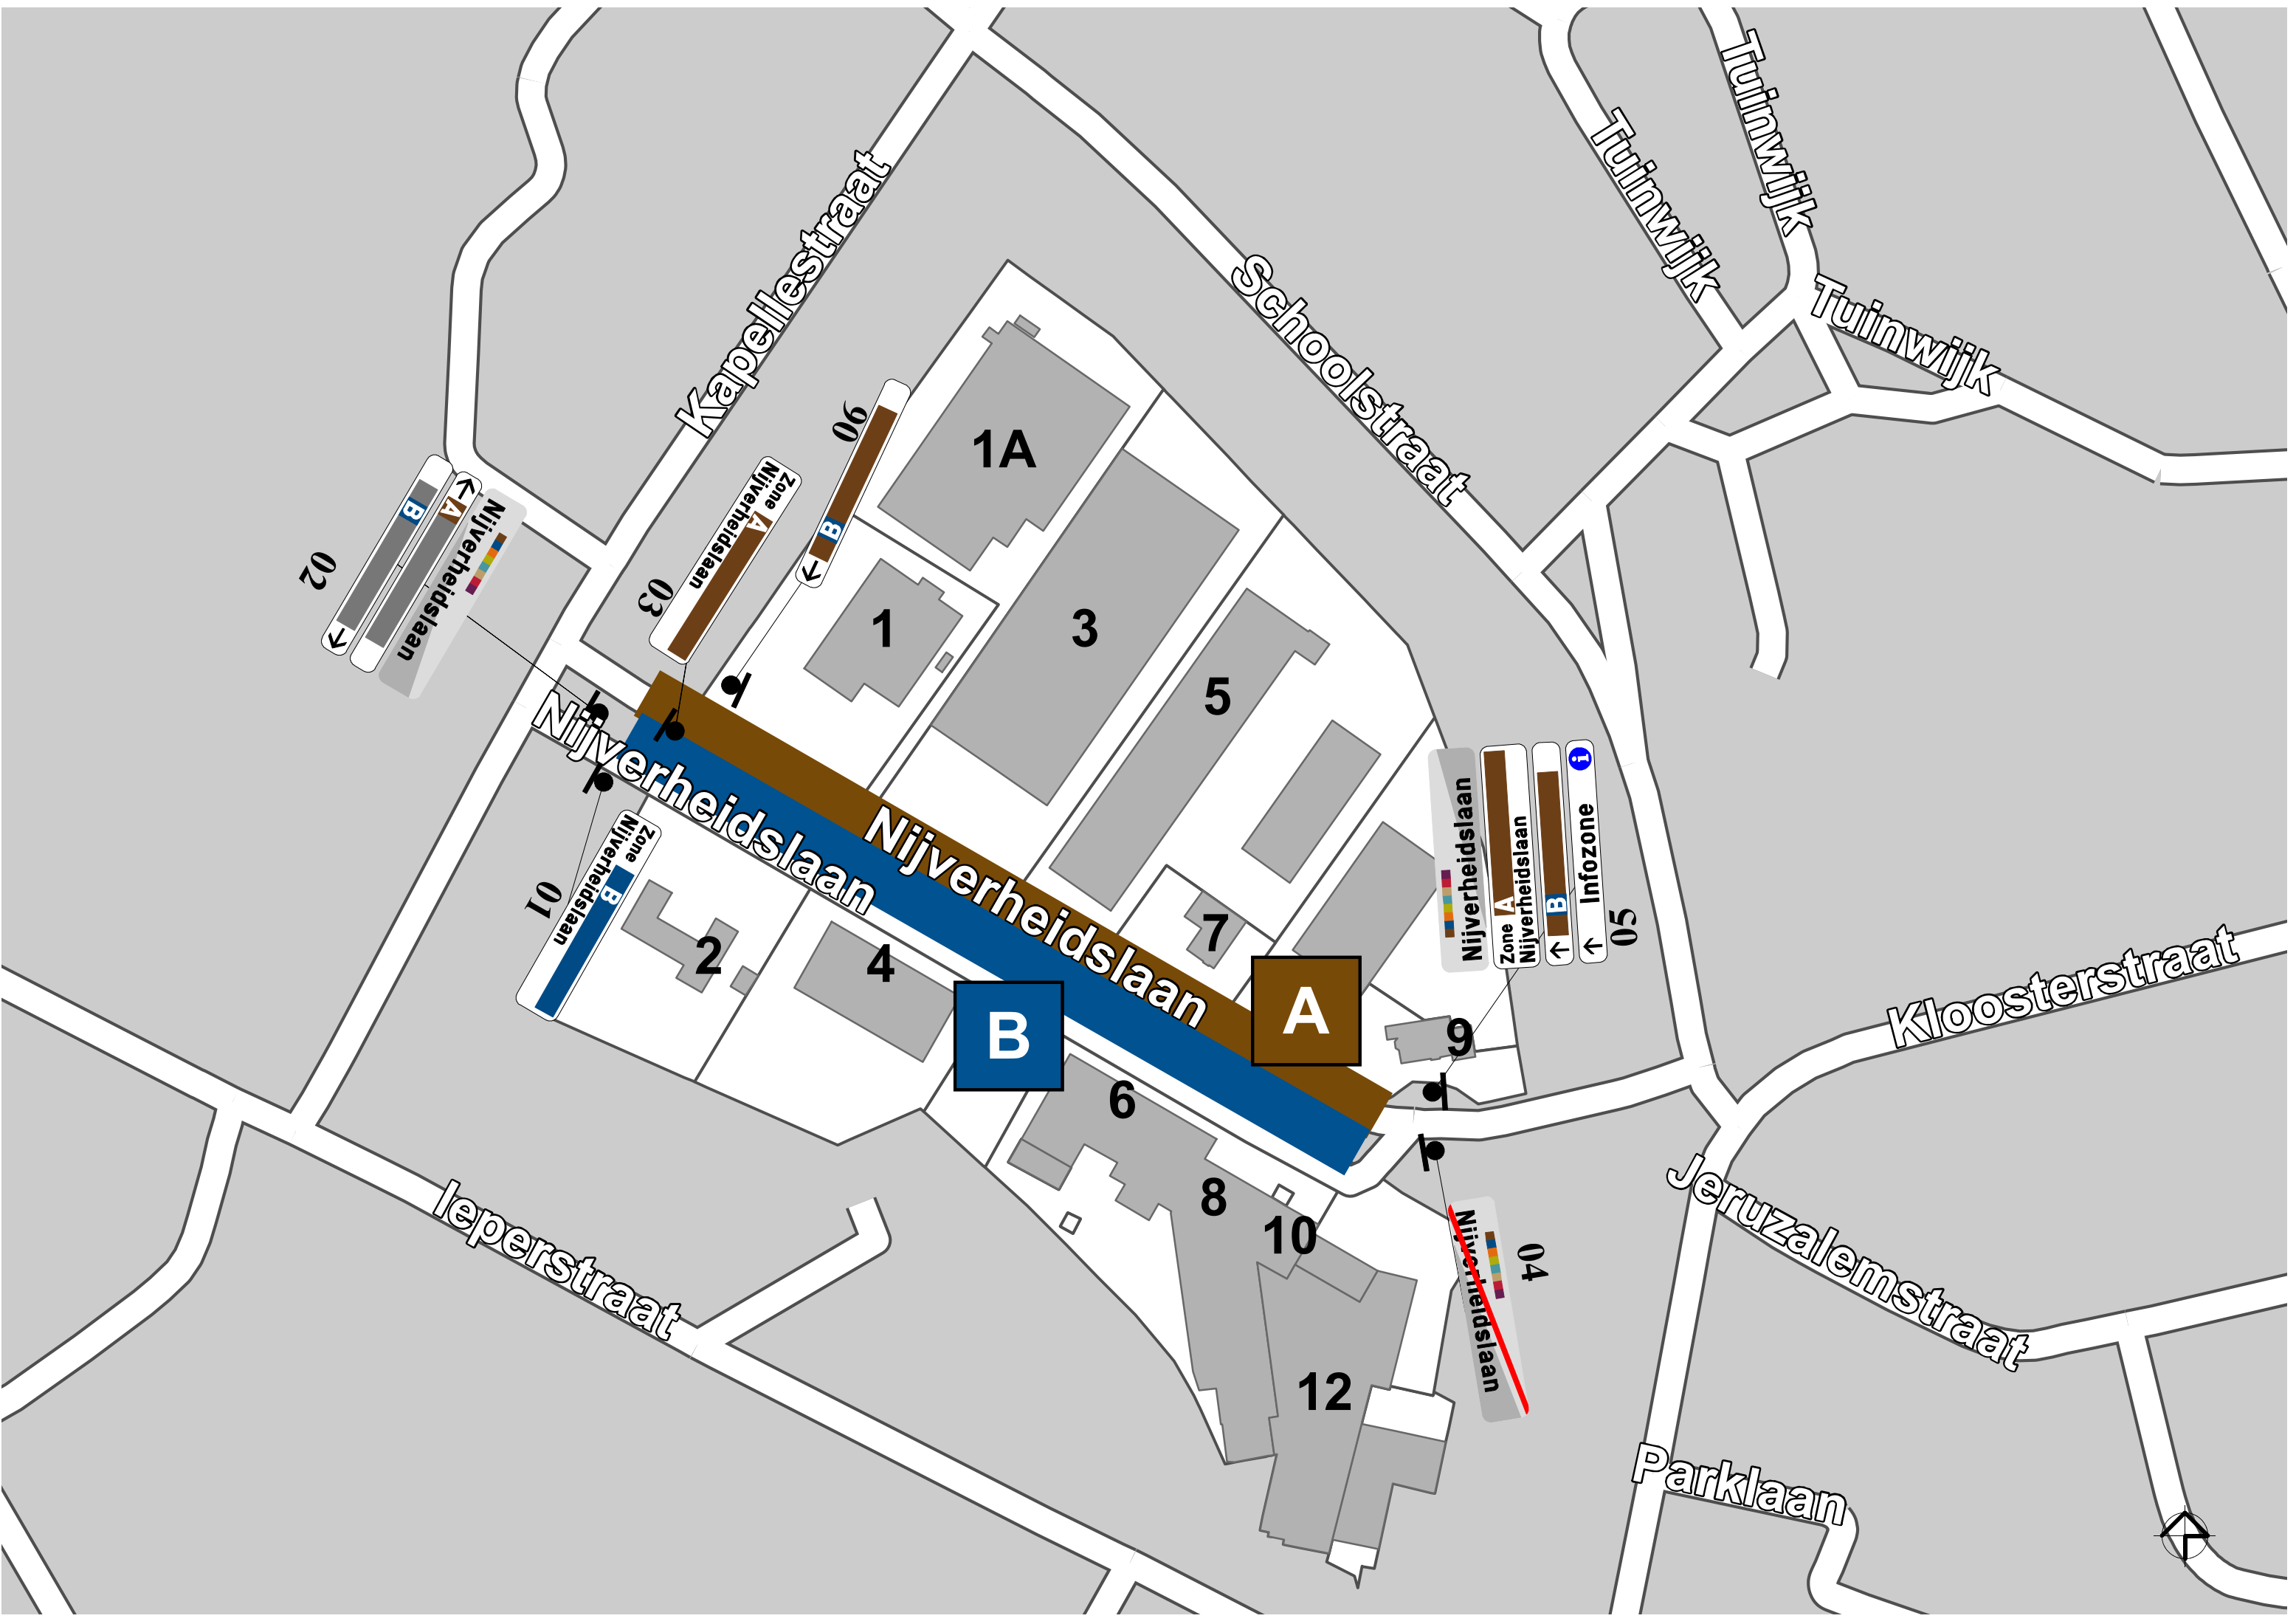 Tuinwijk
Tuinwijk
Tuinwijk
Kapellestraat
Schoolstraat
06
B
1A
Zone A
Nijverheidslaan
03
02
B
A
Nijverheidslaan
1
3
5
Nijverheidslaan
Nijverheidslaan
Nijverheidslaan
Zone A
Nijverheidslaan
B
i Infozone
05
01
Zone B
Nijverheidslaan
2
4
7
B
A
9
Kloosterstraat
6
8
10
12
Nijverheidslaan
04
Jeruzalemstraat
Ieperstraat
Parklaan